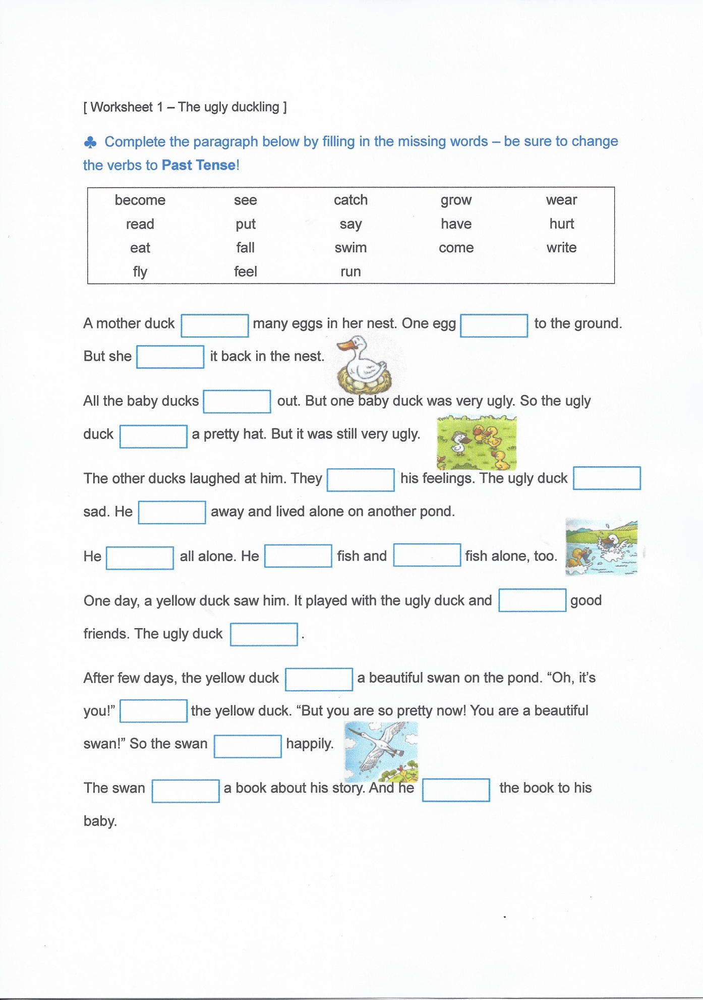 [ Worksheet 1 – The ugly duckling ]
♣ Complete the paragraph below by filling in the missing words – be sure to change
the verbs to Past Tense!
become see catch grow wear
read put say have hurt
eat fall swim come write
fly feel run
A mother duck many eggs in her nest. One egg to the ground.
But she it back in the nest.
All the baby ducks out. But one baby duck was very ugly. So the ugly
duck a pretty hat. But it was still very ugly.
The other ducks laughed at him. They his feelings. The ugly duck
sad. He away and lived alone on another pond.
He all alone. He fish and fish alone, too.
One day, a yellow duck saw him. It played with the ugly duck and good
friends. The ugly duck .
After few days, the yellow duck a beautiful swan on the pond. “Oh, it’s
you!” the yellow duck. “But you are so pretty now! You are a beautiful
swan!” So the swan happily.
The swan a book about his story. And he the book to his
baby.